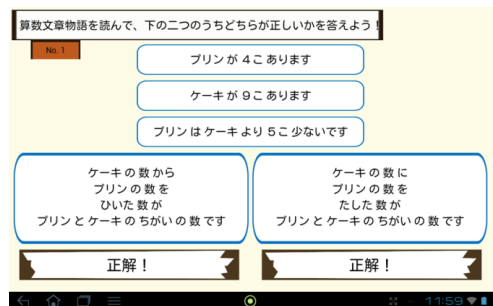 算数文章物語を読んで、下の二つのうちどちらが正しいかを答えよう！
No. 1
プリン が 4こ あります
ケーキ が 9こ あります
プリン は ケーキ より 5こ 少ないです
ケーキ の 数 から
プリン の 数 を
ひいた 数 が
プリン と ケーキ の ちがい の 数 です
ケーキ の 数 に
プリン の 数 を
たした 数 が
プリン と ケーキ の ちがい の 数 です
正解！
正解！
11:59